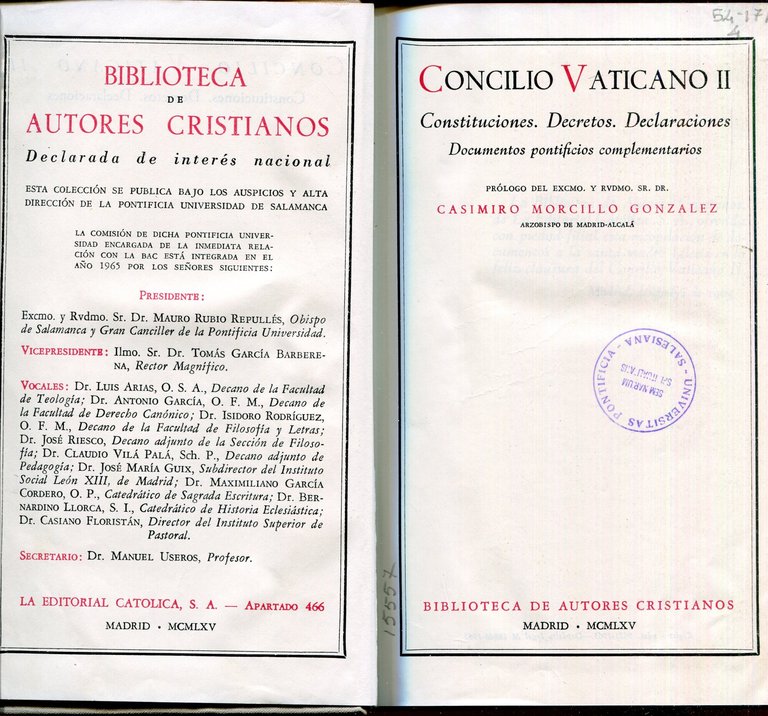 BIBLIOTECA
DE
AUTORES CRISTIANOS
Declarada de interés nacional
ESTA COLECCIÓN SE PUBLICA BAJO LOS AUSPICIOS Y ALTA
DIRECCIÓN DE LA PONTIFICIA UNIVERSIDAD DE SALAMANCA
LA COMISIÓN DE DICHA PONTIFICIA UNIVER-
SIDAD ENCARGADA DE LA INMEDIATA RELA-
CIÓN CON LA BAC ESTÁ INTEGRADA EN EL
AÑO 1965 POR LOS SEÑORES SIGUIENTES:
PRESIDENTE:
Excmo. y Rvdmo. Sr. Dr. MAURO RUBIO REPULLÉS, Obispo
de Salamanca y Gran Canciller de la Pontificia Universidad.
VICEPRESIDENTE: Ilmo. Sr. Dr. TOMÁS GARCÍA BARBERE-
NA, Rector Magnífico.
VOCALES: Dr. LUIS ARIAS, O. S. A., Decano de la Facultad
de Teología; Dr. ANTONIO GARCÍA, O. F. M., Decano de
la Facultad de Derecho Canónico; Dr. ISIDORO RODRÍGUEZ,
O. F. M., Decano de la Facultad de Filosofía y Letras;
Dr. JOSÉ RIESCO, Decano adjunto de la Sección de Filoso-
fía; Dr. CLAUDIO VILÁ PALÁ, Sch. P., Decano adjunto de
Pedagogía; Dr. JOSÉ MARÍA GUIX, Subdirector del Instituto
Social León XIII, de Madrid; Dr. MAXIMILIANO GARCÍA
CORDERO, O. P., Catedrático de Sagrada Escritura; Dr. BER-
NARDINO LLORCA, S. I., Catedrático de Historia Eclesiástica;
Dr. CASIANO FLORISTÁN, Director del Instituto Superior de
Pastoral.
SECRETARIO: Dr. MANUEL USEROS, Profesor.
LA EDITORIAL CATOLICA, S. A. — APARTADO 466
MADRID • MCMLXV
CONCILIO VATICANO II
Constituciones. Decretos. Declaraciones
Documentos pontificios complementarios
PRÓLOGO DEL EXCMO. Y RVDMO. SR. DR.
CASIMIRO MORCILLO GONZALEZ
ARZOBISPO DE MADRID-ALCALÁ
UNIVERSITAS PONTIFICIA - SALESIANA
15557
BIBLIOTECA DE AUTORES CRISTIANOS
MADRID • MCMLXV